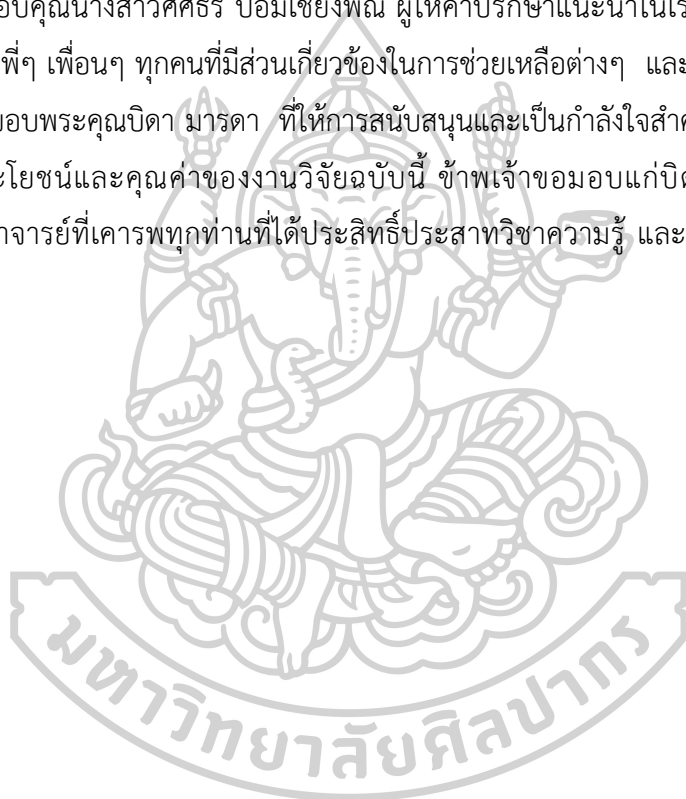 อบคุณนางสาวศศิธร ป้อมเชียงพิณ ผู้ให้คำปรึกษาแนะนำในเร
พี่ๆ เพื่อนๆ ทุกคนที่มีส่วนเกี่ยวข้องในการช่วยเหลือต่างๆ และ
ขอบพระคุณบิดา มารดา ที่ให้การสนับสนุนและเป็นกำลังใจสำค
ะโยชน์และคุณค่าของงานวิจัยฉบับนี้ ข้าพเจ้าขอมอบแก่บิด
าจารย์ที่เคารพทุกท่านที่ได้ประสิทธิ์ประสาทวิชาความรู้ และ
มหาวิทยาลัยศิลปากร